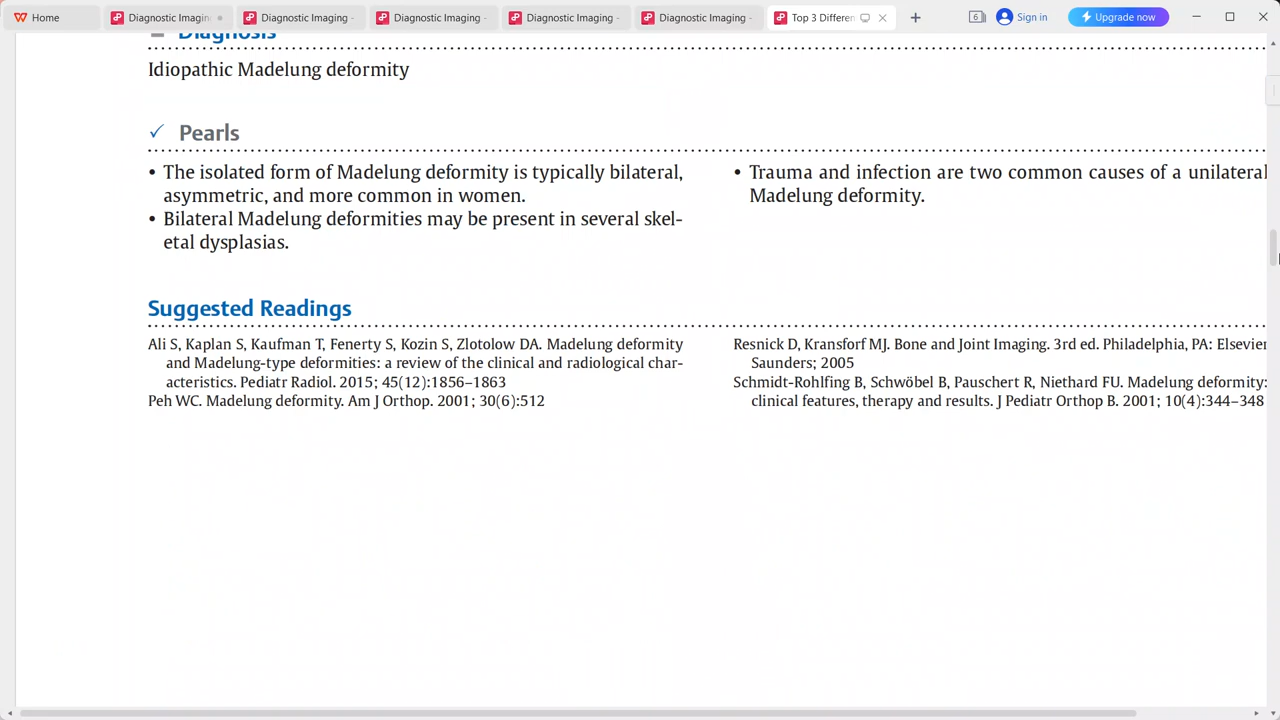 Home
Diagnostic Imaging
Diagnostic Imaging -
Diagnostic Imaging -
Diagnostic Imaging -
Diagnostic Imaging -
Top 3 Differen
6
Sign in
Upgrade now
Diagnosis
Idiopathic Madelung deformity
✓ Pearls
• The isolated form of Madelung deformity is typically bilateral,
asymmetric, and more common in women.
• Bilateral Madelung deformities may be present in several skel-
etal dysplasias.
• Trauma and infection are two common causes of a unilateral
Madelung deformity.
Suggested Readings
Ali S, Kaplan S, Kaufman T, Fenerty S, Kozin S, Zlotolow DA. Madelung deformity
and Madelung-type deformities: a review of the clinical and radiological char-
acteristics. Pediatr Radiol. 2015; 45(12):1856–1863
Peh WC. Madelung deformity. Am J Orthop. 2001; 30(6):512
Resnick D, Kransforf MJ. Bone and Joint Imaging. 3rd ed. Philadelphia, PA: Elsevier
Saunders; 2005
Schmidt-Rohlfing B, Schwöbel B, Pauschert R, Niethard FU. Madelung deformity:
clinical features, therapy and results. J Pediatr Orthop B. 2001; 10(4):344–348